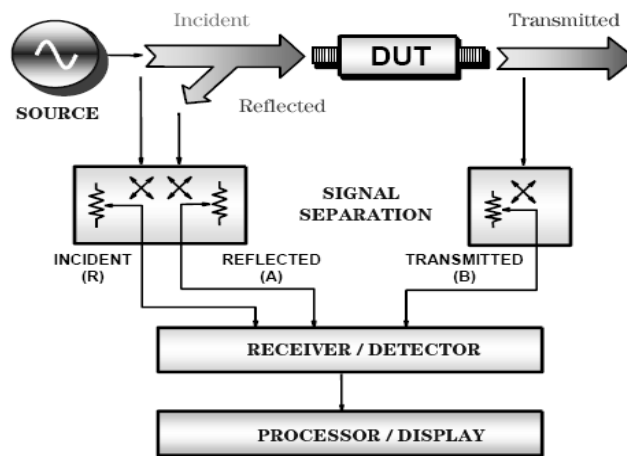 Incident
Transmitted
DUT
Reflected
SOURCE
SIGNAL
SEPARATION
INCIDENT
(R)
REFLECTED
(A)
TRANSMITTED
(B)
RECEIVER / DETECTOR
PROCESSOR / DISPLAY